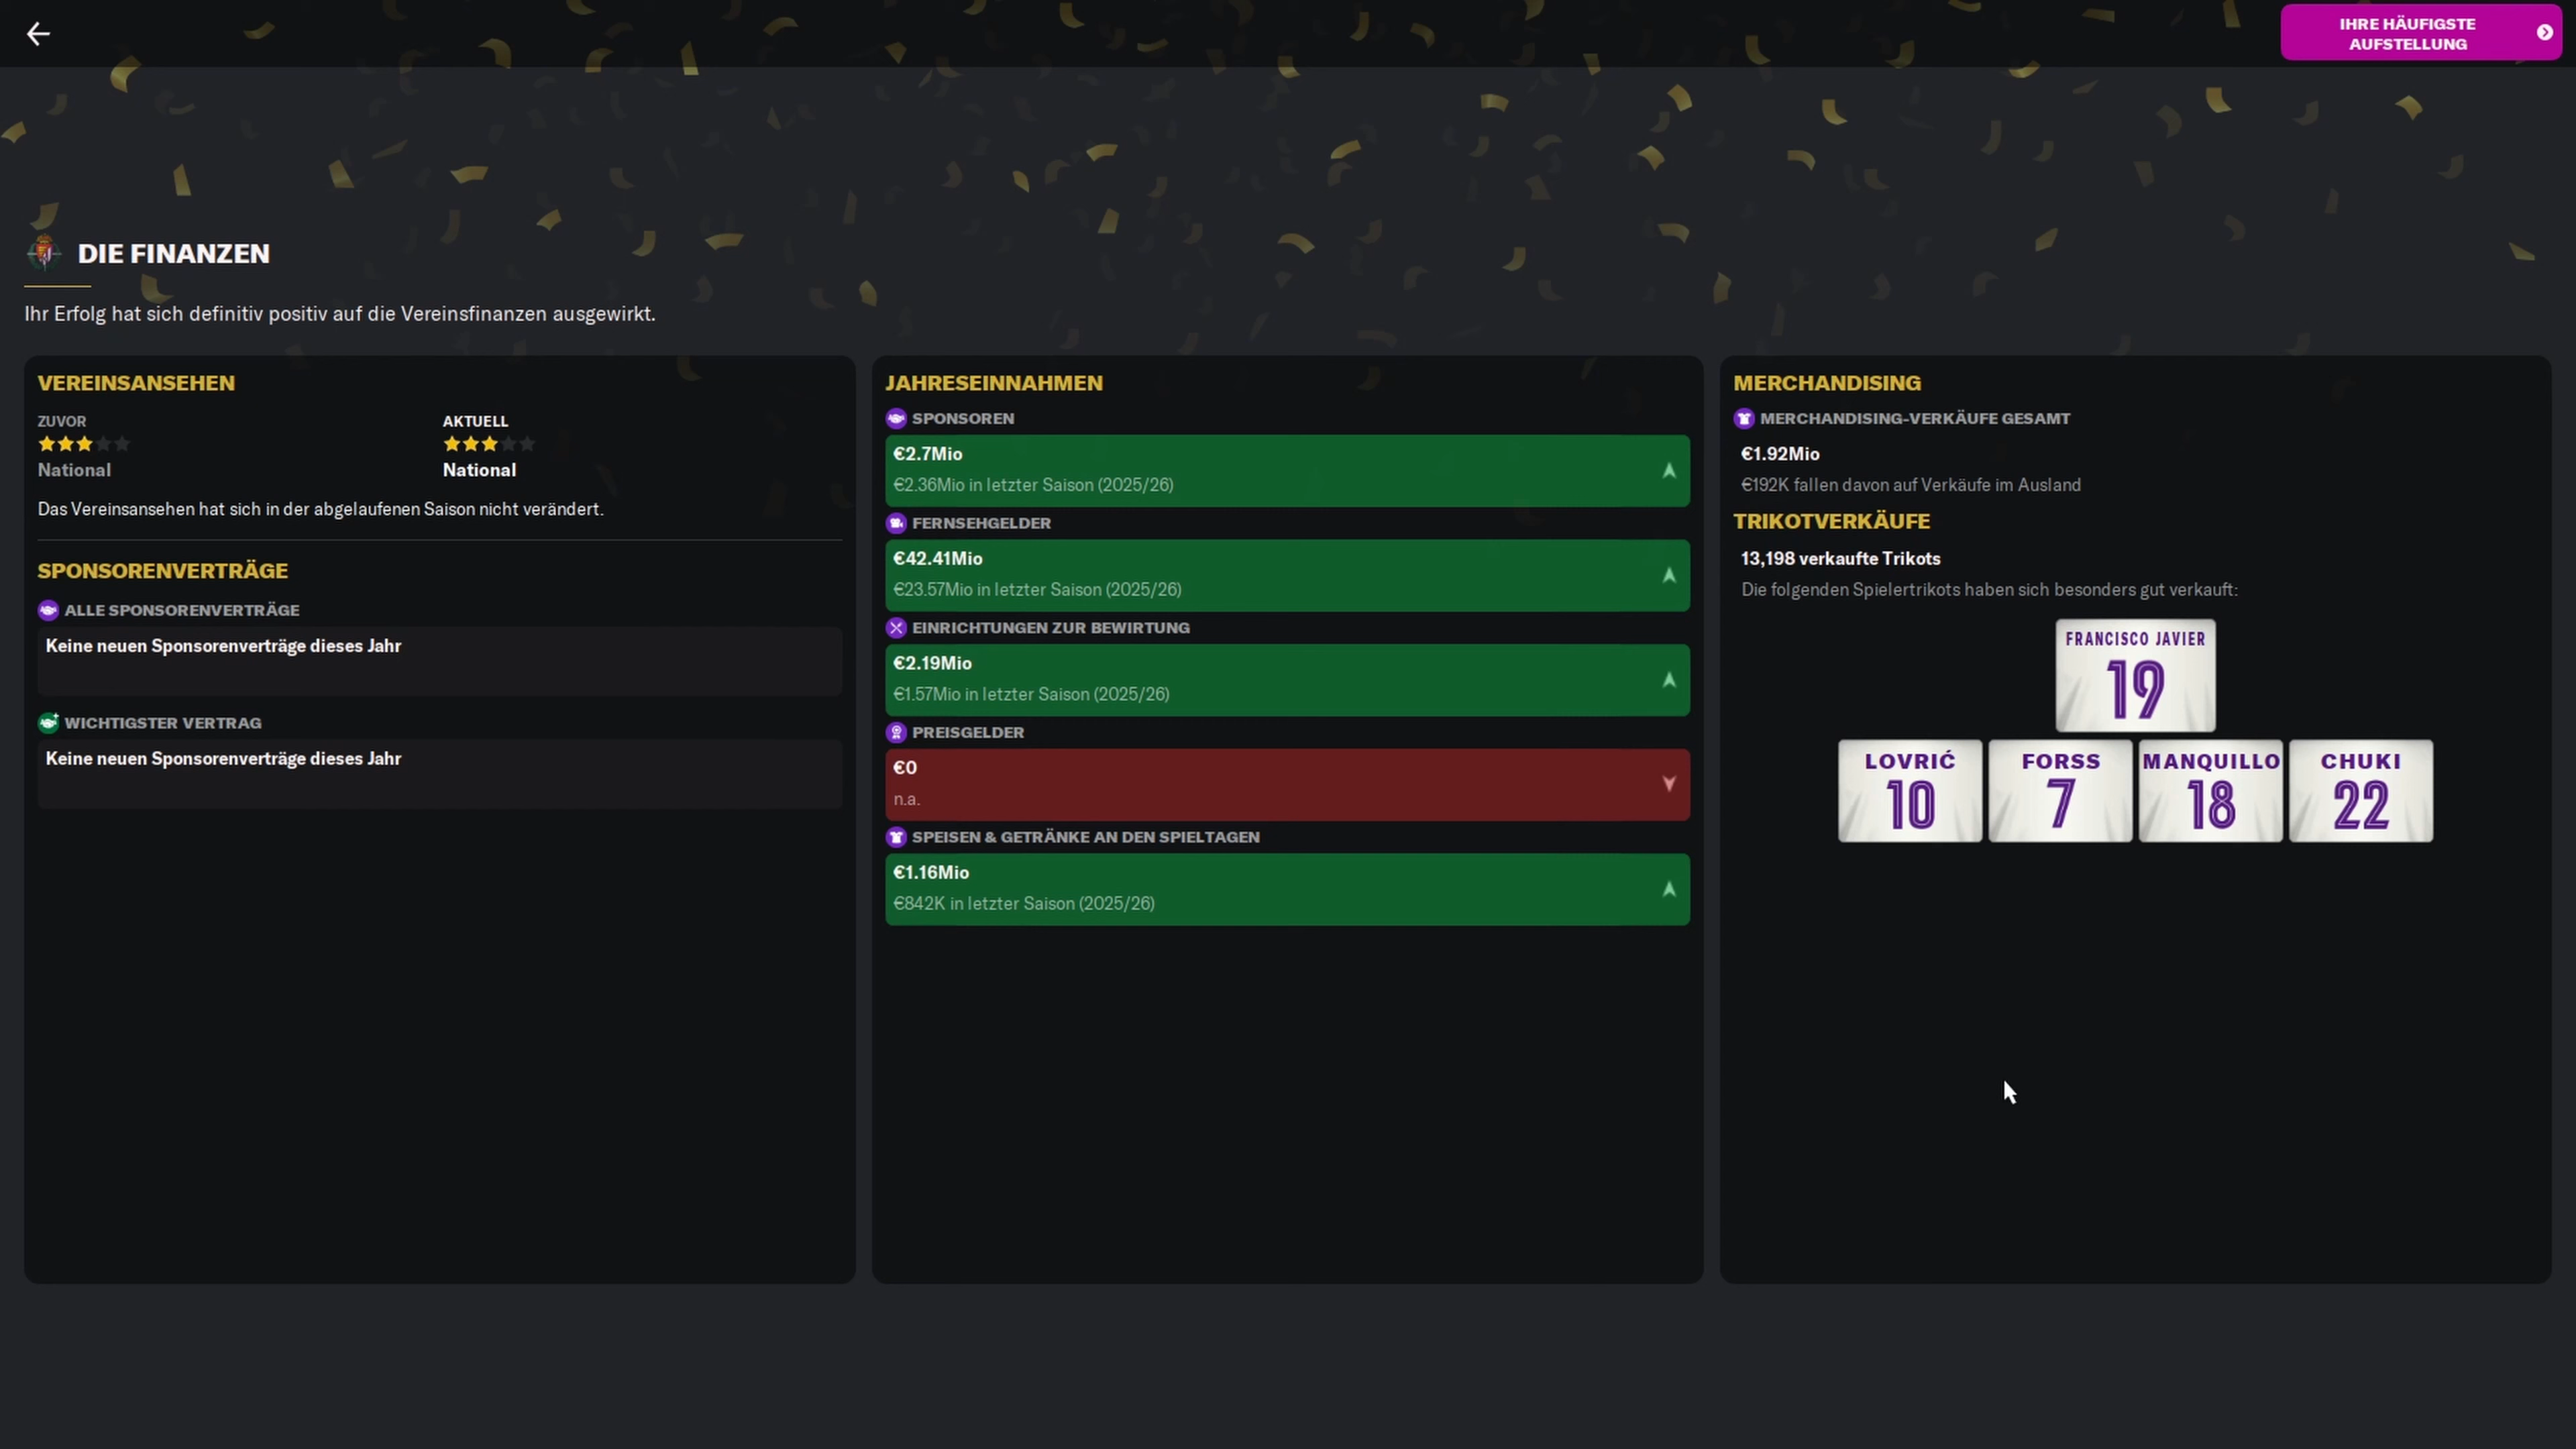 IHRE HÄUFIGSTE
AUFSTELLUNG
DIE FINANZEN
Ihr Erfolg hat sich definitiv positiv auf die Vereinsfinanzen ausgewirkt.
VEREINSANSEHEN
ZUVOR
AKTUELL
National
National
Das Vereinsansehen hat sich in der abgelaufenen Saison nicht verändert.
SPONSORENVERTRÄGE
ALLE SPONSORENVERTRÄGE
Keine neuen Sponsorenverträge dieses Jahr
WICHTIGSTER VERTRAG
Keine neuen Sponsorenverträge dieses Jahr
JAHRESEINNAHMEN
SPONSOREN
€2.7Mio
€2.36Mio in letzter Saison (2025/26)
FERNSEHGELDER
€42.41Mio
€23.57Mio in letzter Saison (2025/26)
EINRICHTUNGEN ZUR BEWIRTUNG
€2.19Mio
€1.57Mio in letzter Saison (2025/26)
PREISGELDER
€0
n.a.
SPEISEN & GETRÄNKE AN DEN SPIELTAGEN
€1.16Mio
€842K in letzter Saison (2025/26)
MERCHANDISING
MERCHANDISING-VERKÄUFE GESAMT
€1.92Mio
€192K fallen davon auf Verkäufe im Ausland
TRIKOTVERKÄUFE
13,198 verkaufte Trikots
Die folgenden Spielertrikots haben sich besonders gut verkauft:
FRANCISCO JAVIER
19
LOVRIĆ
10
FORSS
7
MANQUILLO
18
CHUKI
22